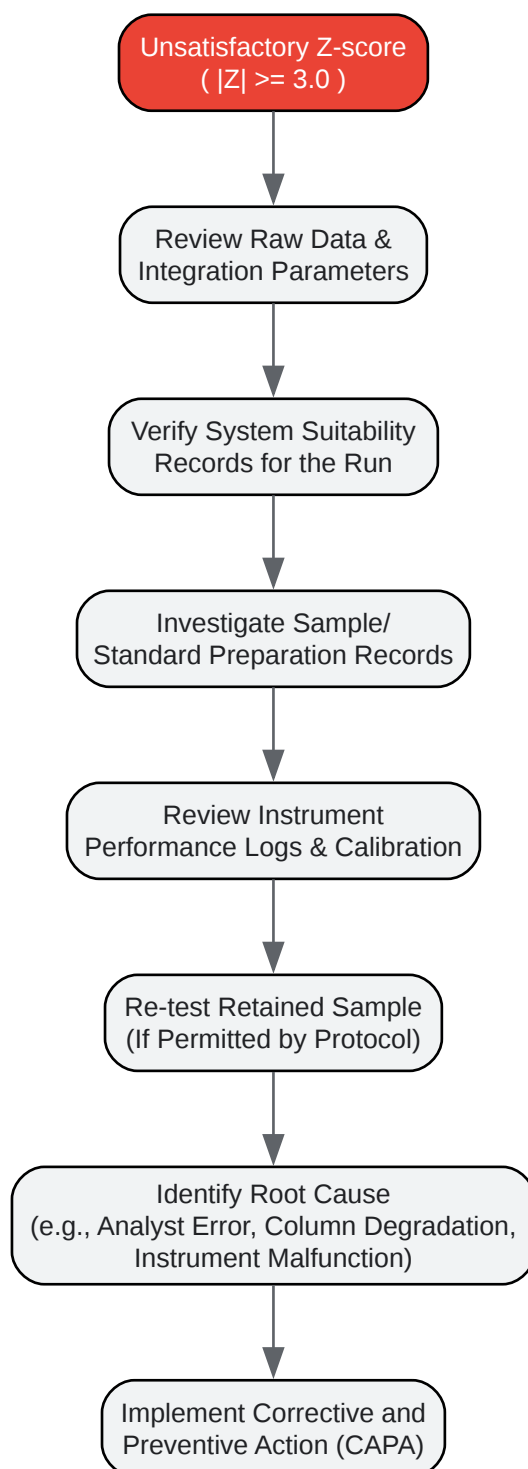 Unsatisfactory Z-score
( |Z| >= 3.0 )
Review Raw Data &
Integration Parameters
Verify System Suitability
Records for the Run
Investigate Sample/
Standard Preparation Records
Review Instrument
Performance Logs & Calibration
Re-test Retained Sample
(If Permitted by Protocol)
Identify Root Cause
(e.g., Analyst Error, Column Degradation,
Instrument Malfunction)
Implement Corrective and
Preventive Action (CAPA)